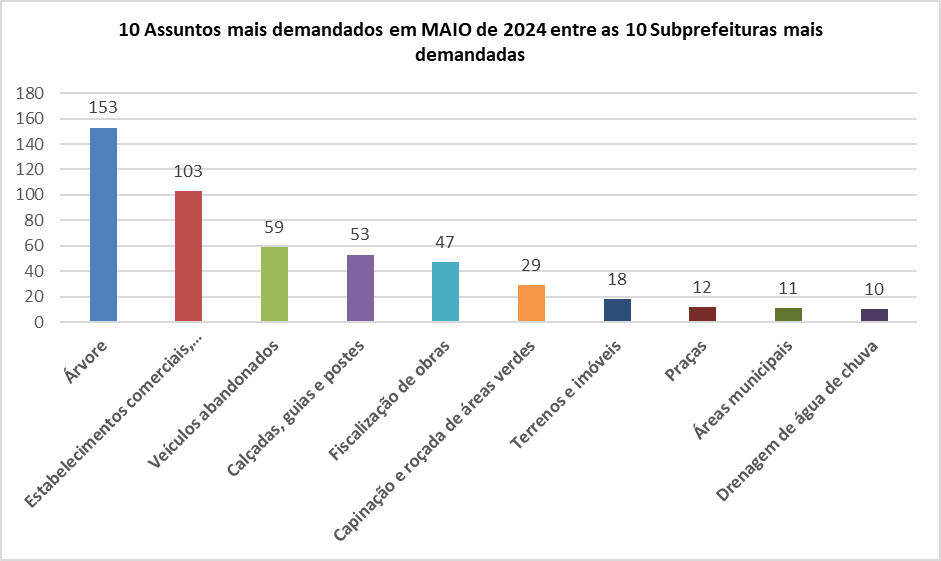 10 Assuntos mais demandados em MAIO de 2024 entre as 10 Subprefeituras mais
demandadas
180
160
140
120
100
80
60
40
20
0
153
103
59
53
47
29
18
12
11
10
Árvore
Estabelecimentos comerciais,...
Veículos abandonados
Calçadas, guias e postes
Fiscalização de obras
Capinação e roçada de áreas verdes
Terrenos e imóveis
Praças
Áreas municipais
Drenagem de água de chuva